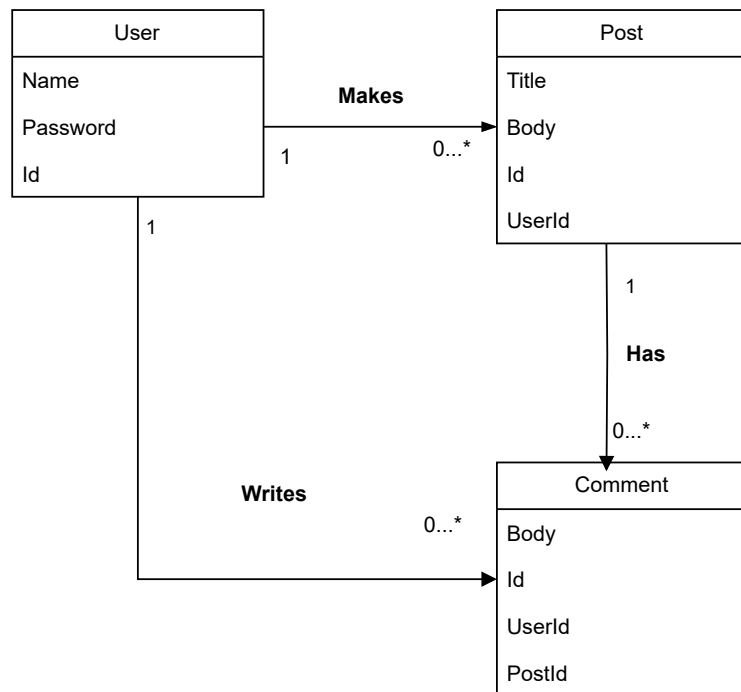 User
Name
Password
Id
Makes
1
0...*
Post
Title
Body
Id
UserId
1
1
Has
0...*
Writes
0...*
Comment
Body
Id
UserId
PostId